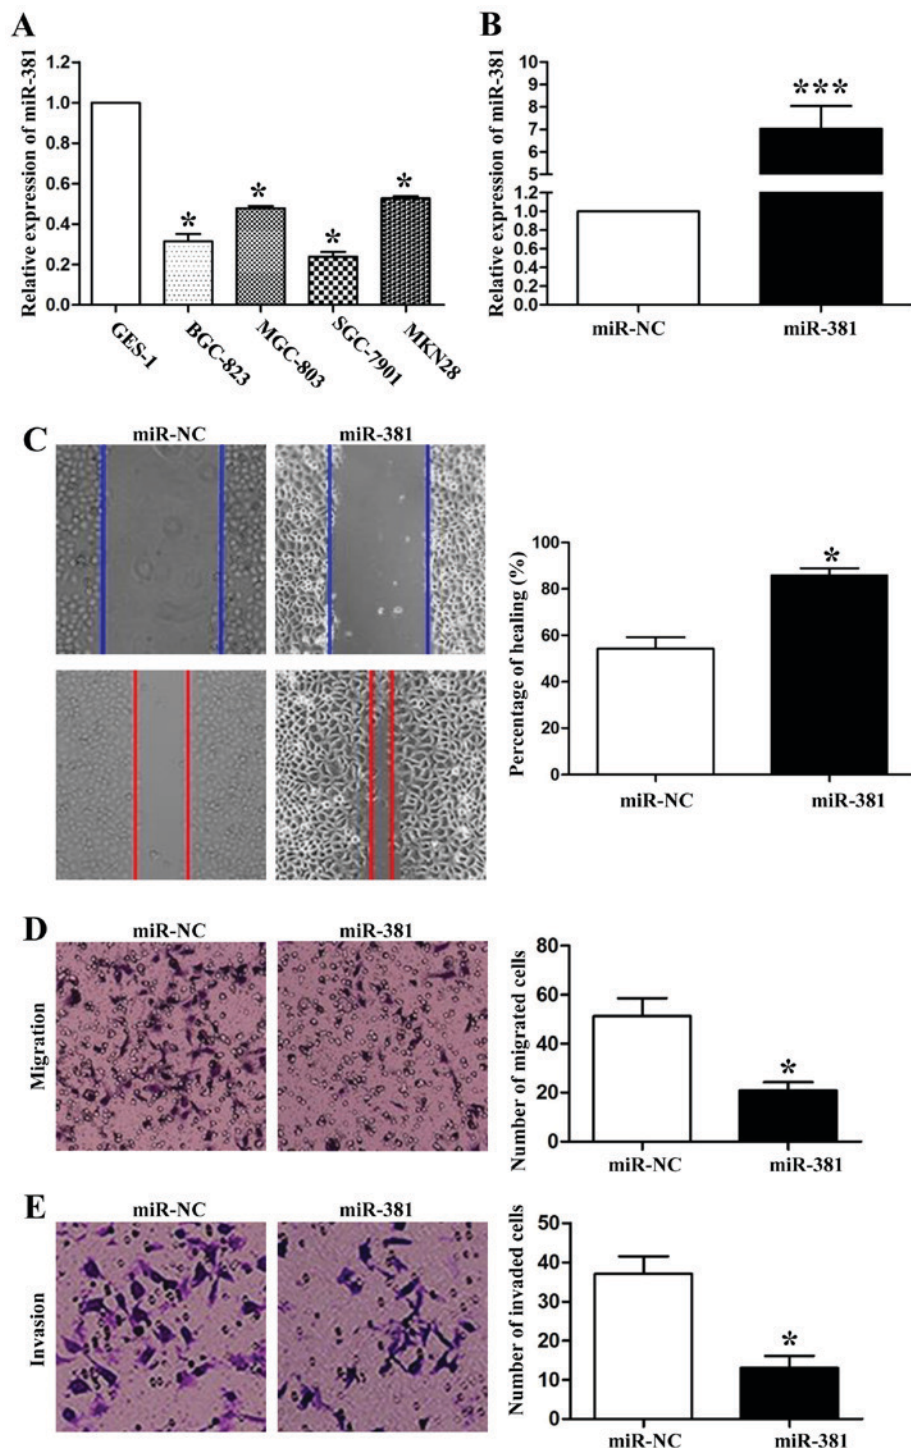 A
Relative expression of miR-381
1.2
1.0
0.8
0.6
0.4
0.2
0.0
*
*
*
*
GES-1
BGC-823
MGC-803
SGC-7901
MKN28
B
Relative expression of miR-381
10
9
8
7
6
5
1.2
1.0
0.8
0.6
0.4
0.2
0.0
***
miR-NC
miR-381
C
miR-NC
miR-381
Percentage of healing (%)
100
80
60
40
20
0
*
miR-NC
miR-381
D
miR-NC
miR-381
Migration
Number of migrated cells
80
60
40
20
0
*
miR-NC
miR-381
E
miR-NC
miR-381
Invasion
Number of invaded cells
50
40
30
20
10
0
*
miR-NC
miR-381